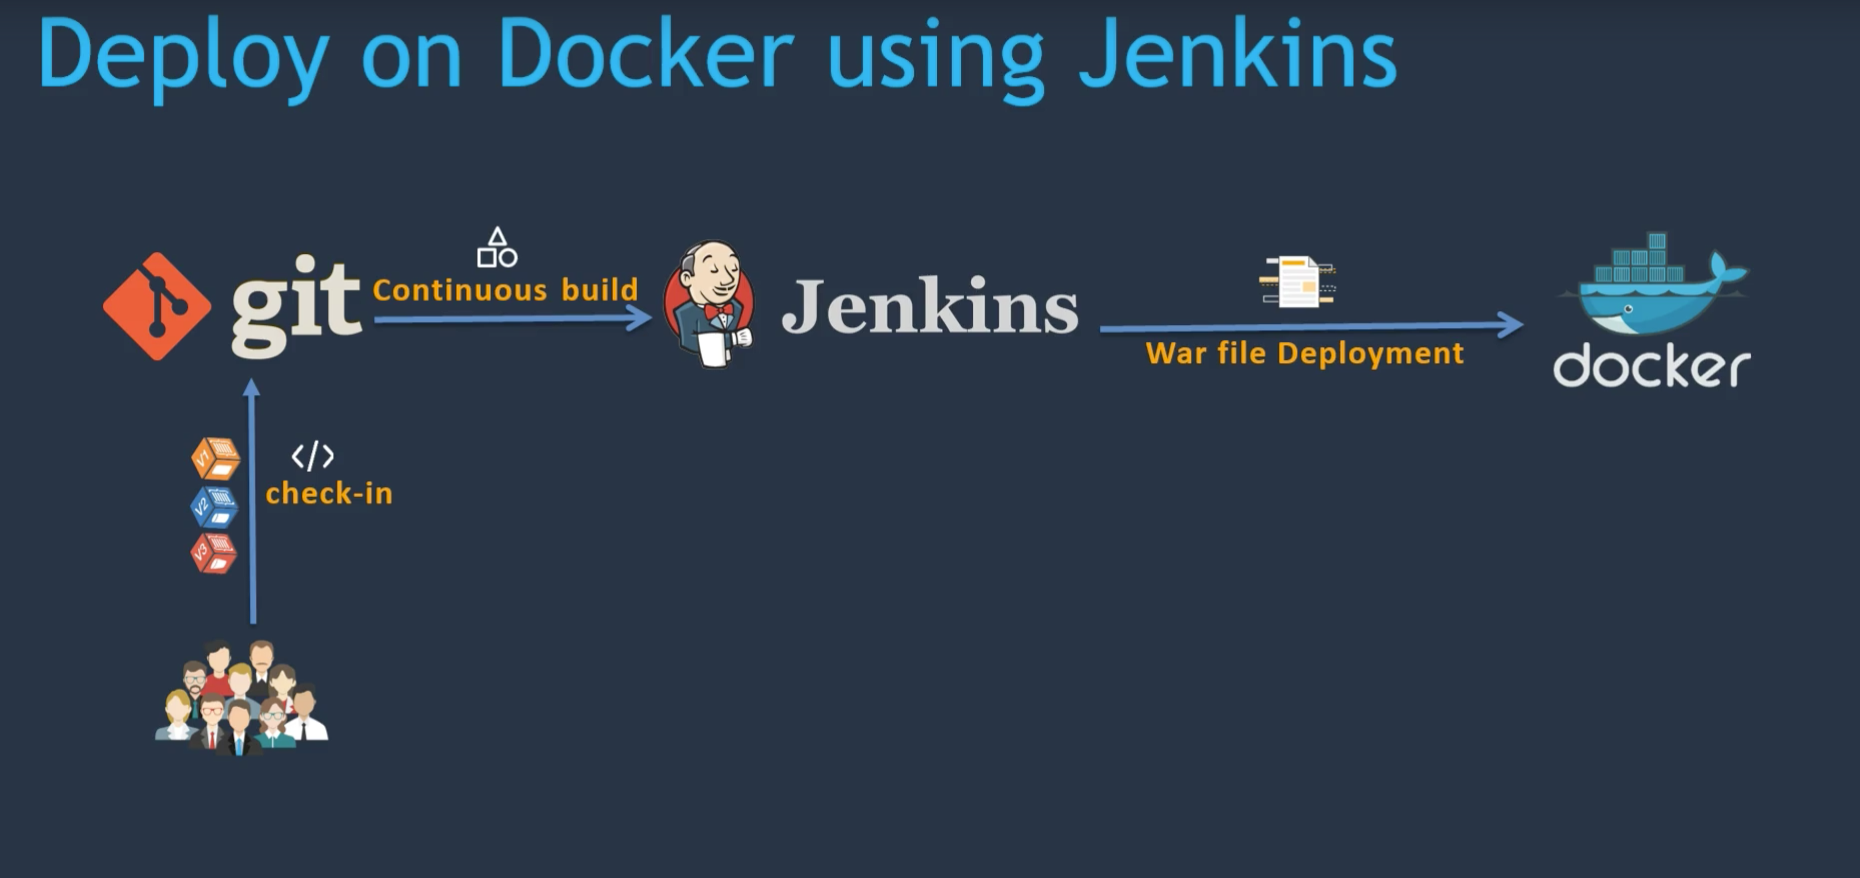 Deploy on Docker using Jenkins
git
Continuous build
Jenkins
War file Deployment
docker
V1
</>
check-in
V2
V3